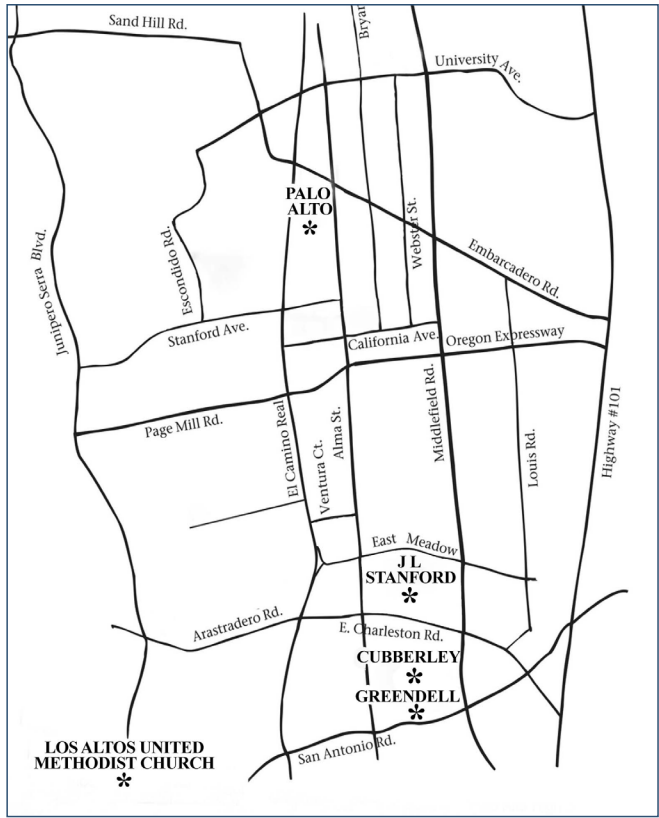 Sand Hill Rd.
Bryan
University Ave.
PALO
ALTO
Webster St.
Junipero Serra Blvd.
Escondido Rd.
Embarcadero Rd.
Stanford Ave.
California Ave.
Oregon Expressway
Page Mill Rd.
El Camino Real
Ventura Ct.
Alma St.
Middlefield Rd.
Louis Rd.
Highway #101
East Meadow
J L
STANFORD
Arastradero Rd.
E. Charleston Rd.
CUBBERLEY
GREENDELL
San Antonio Rd.
LOS ALTOS UNITED
METHODIST CHURCH